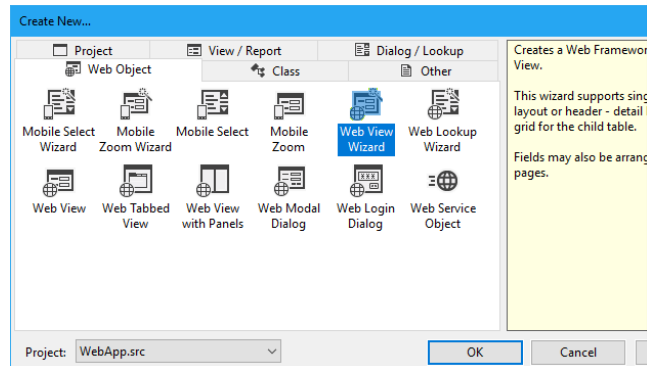 Create New...
Project
View / Report
Dialog / Lookup
Web Object
Class
Other
Mobile Select Wizard
Mobile Zoom Wizard
Mobile Select
Mobile Zoom
Web View Wizard
Web Lookup Wizard
Web View
Web Tabbed View
Web View with Panels
Web Modal Dialog
Web Login Dialog
Web Service Object
Creates a Web
View.
This wizard supports
layout or header - detail
grid for the child table.
Fields may also be
pages.
Project: WebApp.src
OK
Cancel